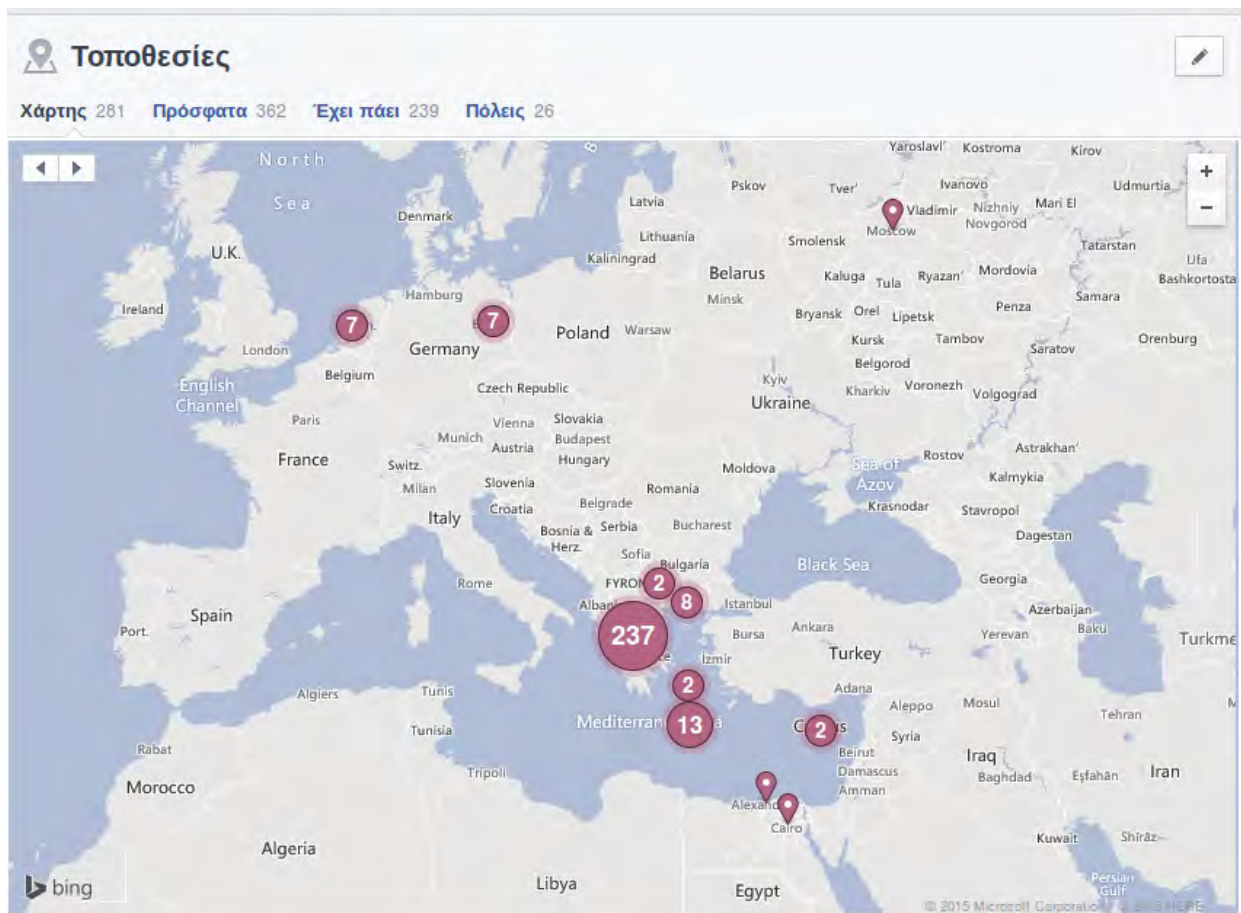 Τοποθεσίες
Χάρτης 281 Πρόσφατα 362 Έχει πάει 239 Πόλεις 26
North
Sea
Yaroslavl' Kostroma Kirov
Pskov Tver' Ivanovo Udmurtia
Denmark Latvia Vladimir Nizhniy Novgorod Mari El
Moscow
Lithuania Smolensk Tatarstan
U.K. Kaliningrad Ufa
Belarus Kaluga Tula Ryazan' Mordovia Bashkortosta
Ireland Hamburg Minsk Samara
7 7 Bryansk Orel Lipetsk Penza
Poland Warsaw Kursk Tambov Orenburg
London Germany Saratov
Belgium Belgorod
English Channel Czech Republic Kyiv Kharkiv Voronezh Volgograd
Ukraine
Paris Vienna Slovakia
Munich Austria Budapest
France Hungary Rostov Astrakhan'
Switz. Moldova Sea of Azov Kalmykia
Milan Slovenia Romania
Italy Croatia Belgrade Krasnodar Stavropol
Bosnia & Herz. Serbia Bucharest Dagestan
Sofia Bulgaria Black Sea
Rome 2 Georgia
8 Istanbul Azerbaijan
Spain Port. 237 Bursa Ankara Yerevan Baku Turkme
Izmir Turkey
2 Adana
Algiers Tunis Aleppo Mosul Tehran
Tunisia 13 2 Syria
Rabat Beirut Iraq
Morocco Tripoli Damascus Baghdad Eşfahān Iran
Amman
Cairo Kuwait Shīrāz
Algeria
Persian Gulf
bing Libya Egypt
© 2015 Microsoft Corporation HERE